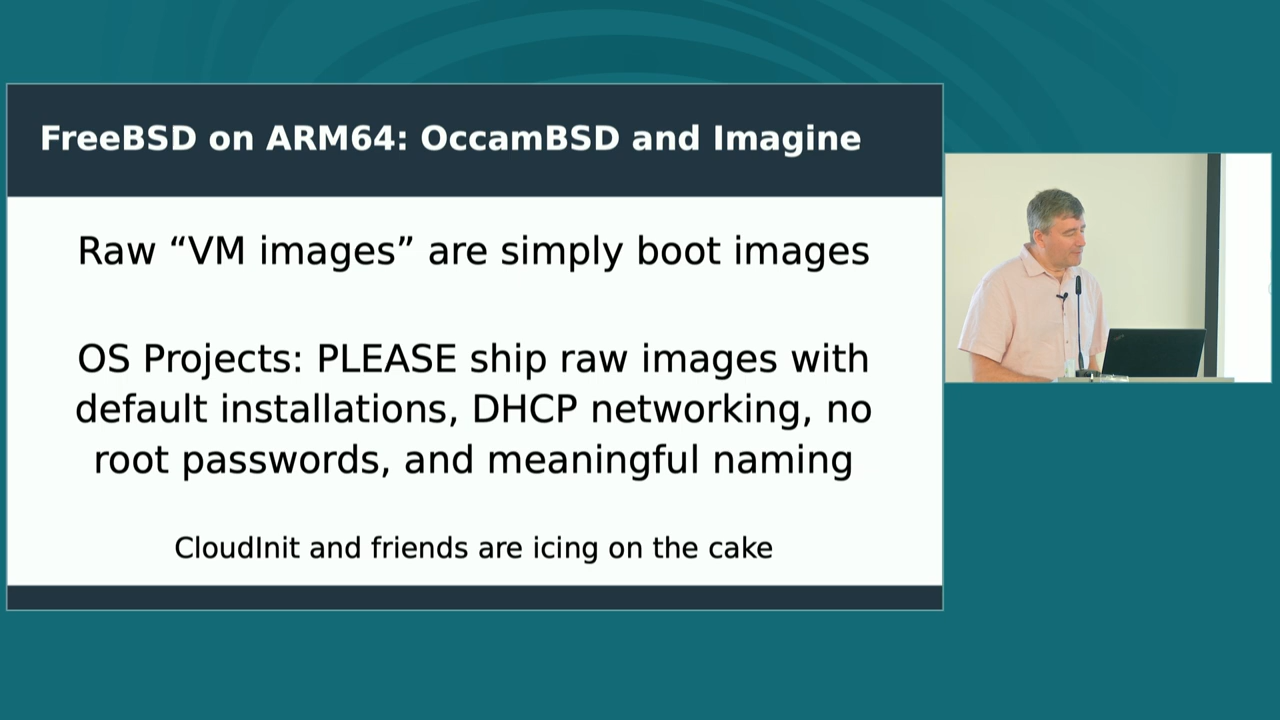 FreeBSD on ARM64: OccamBSD and Imagine
Raw “VM images” are simply boot images
OS Projects: PLEASE ship raw images with
default installations, DHCP networking, no
root passwords, and meaningful naming
CloudInit and friends are icing on the cake